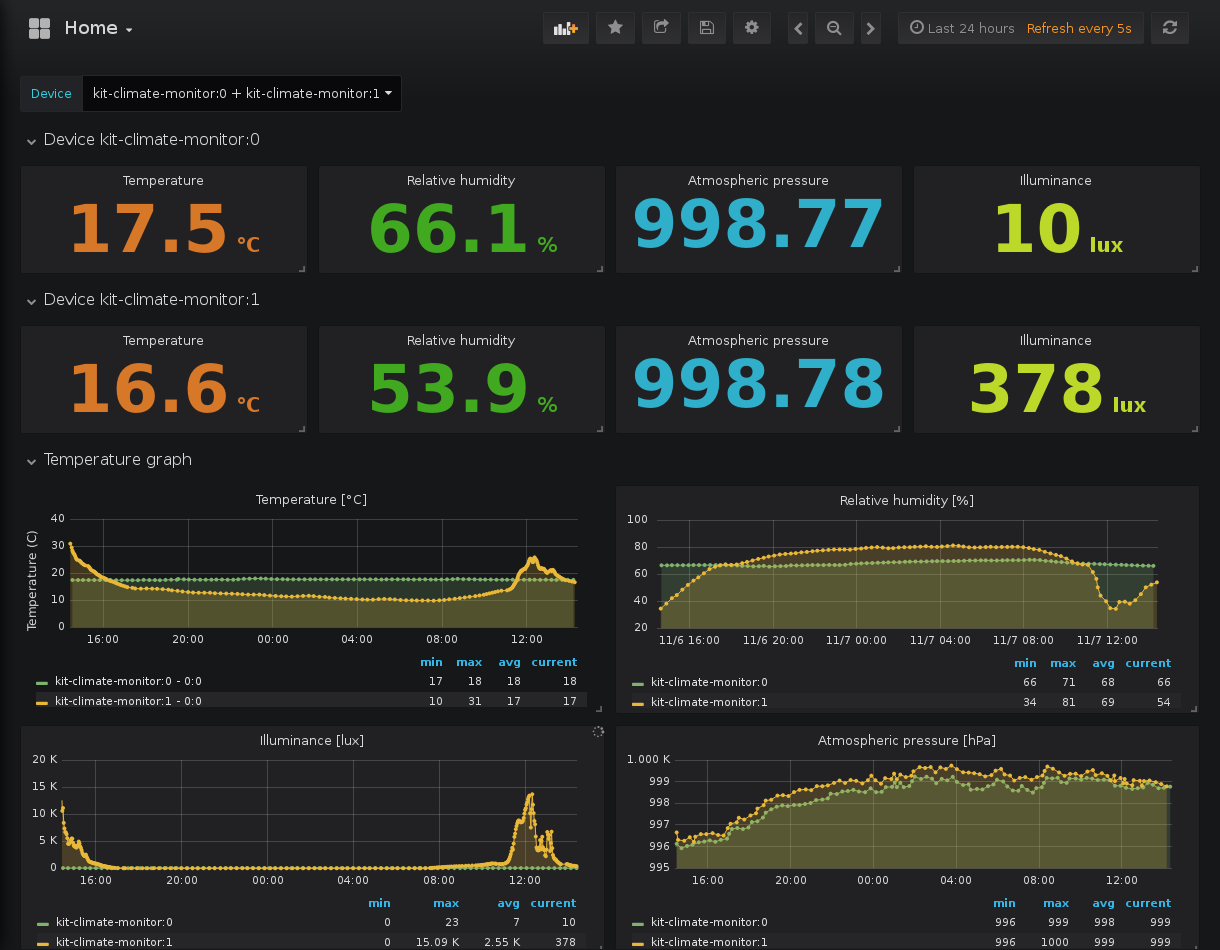 Home
Last 24 hours Refresh every 5s
Device kit-climate-monitor:0 + kit-climate-monitor:1
Device kit-climate-monitor:0
Temperature Relative humidity Atmospheric pressure Illuminance
17.5 °C 66.1 % 998.77 10 lux
Device kit-climate-monitor:1
Temperature Relative humidity Atmospheric pressure Illuminance
16.6 °C 53.9 % 998.78 378 lux
Temperature graph
Temperature [°C]
Temperature (C)
40
30
20
10
0
16:00 20:00 00:00 04:00 08:00 12:00
min max avg current
kit-climate-monitor:0 - 0:0 17 18 18 18
kit-climate-monitor:1 - 0:0 10 31 17 17
Relative humidity [%]
100
80
60
40
20
11/6 16:00 11/6 20:00 11/7 00:00 11/7 04:00 11/7 08:00 11/7 12:00
min max avg current
kit-climate-monitor:0 66 71 68 66
kit-climate-monitor:1 34 81 69 54
Illuminance [lux]
20 K
15 K
10 K
5 K
0
16:00 20:00 00:00 04:00 08:00 12:00
min max avg current
kit-climate-monitor:0 0 23 7 10
kit-climate-monitor:1 0 15.09 K 2.55 K 378
Atmospheric pressure [hPa]
1.000 K
999
998
997
996
995
16:00 20:00 00:00 04:00 08:00 12:00
min max avg current
kit-climate-monitor:0 996 999 998 999
kit-climate-monitor:1 996 1000 999 999